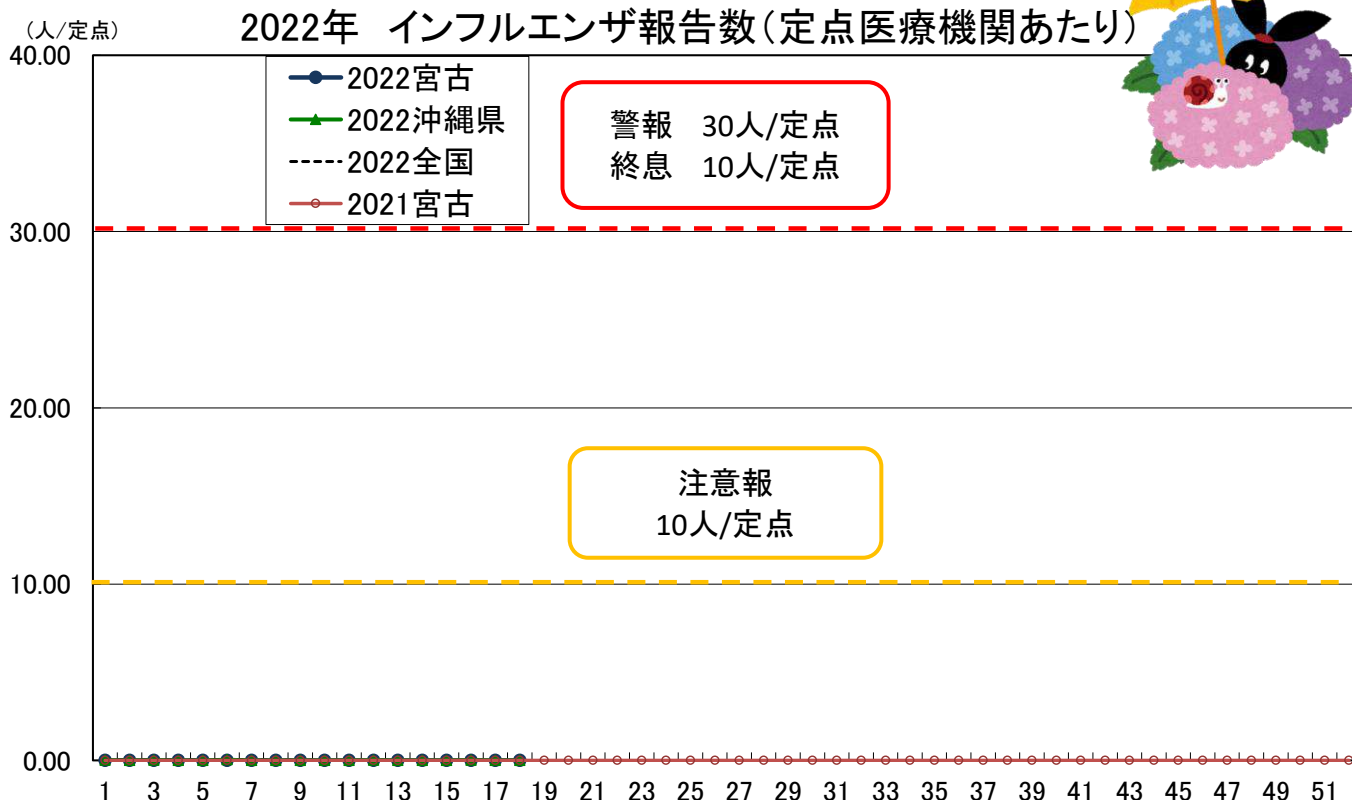 (人/定点)
2022年　インフルエンザ報告数(定点医療機関あたり)
40.00
2022宮古
2022沖縄県
2022全国
2021宮古
警報　30人/定点
終息　10人/定点
30.00
20.00
注意報
10人/定点
10.00
0.00
1 3 5 7 9 11 13 15 17 19 21 23 25 27 29 31 33 35 37 39 41 43 45 47 49 51